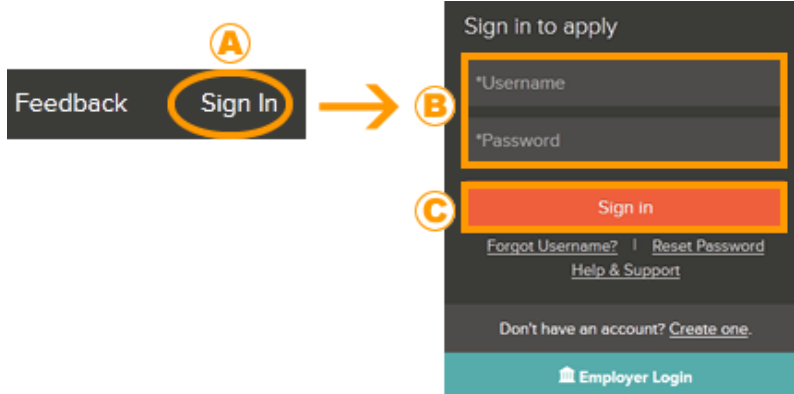 A
Feedback Sign In
Sign in to apply
B
*Username
*Password
C
Sign in
Forgot Username? | Reset Password
Help & Support
Don't have an account? Create one.
Employer Login